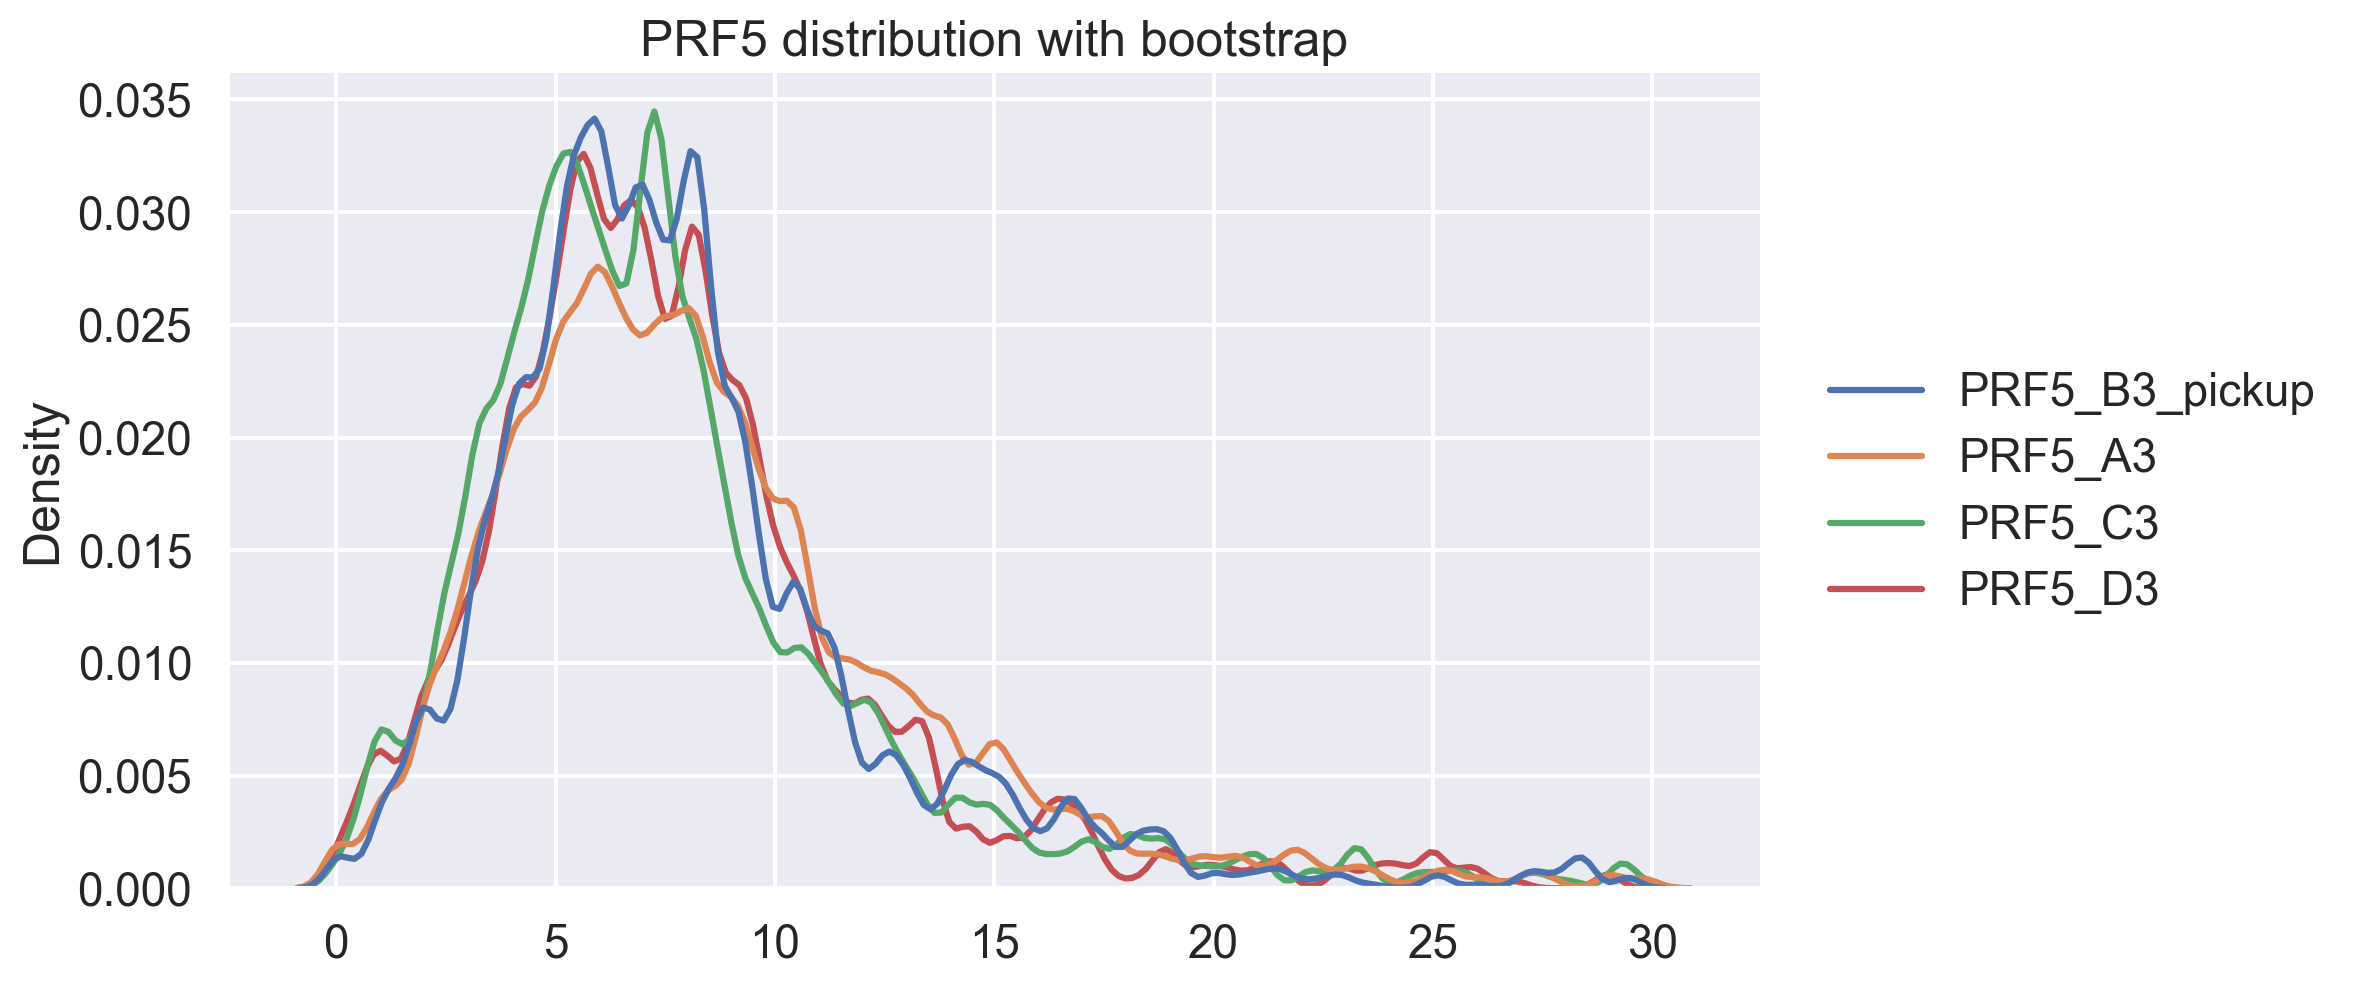 PRF5 distribution with bootstrap
Density
0.035
0.030
0.025
0.020
0.015
0.010
0.005
0.000
0 5 10 15 20 25 30
PRF5_B3_pickup
PRF5_A3
PRF5_C3
PRF5_D3